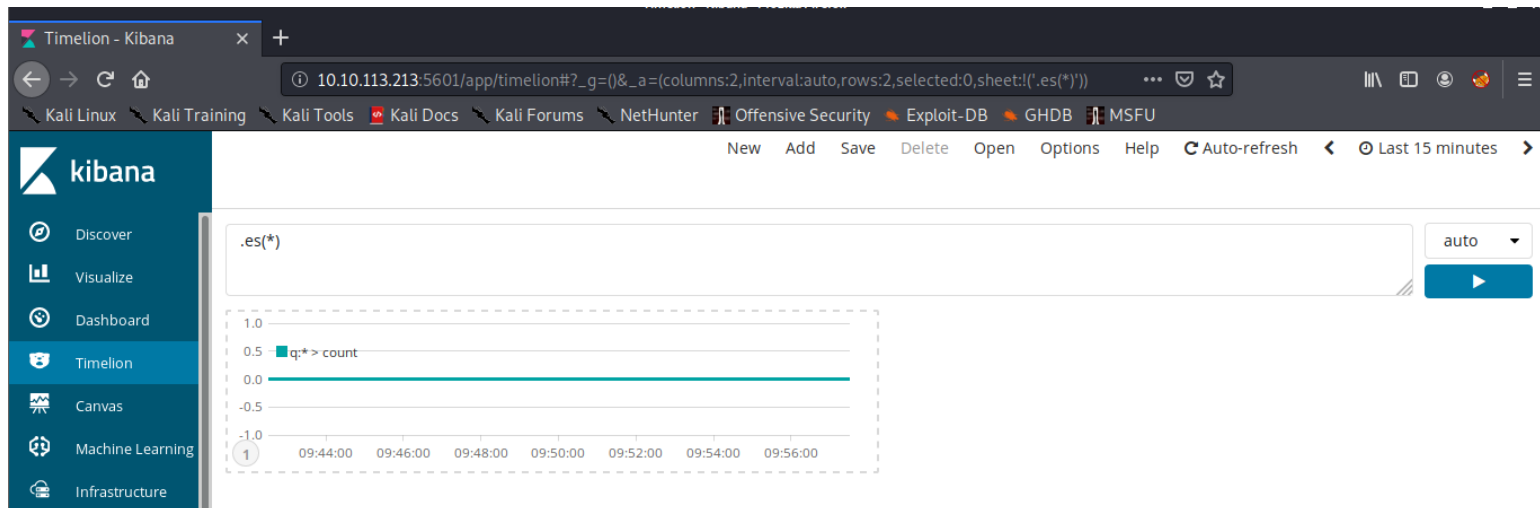 Timelion - Kibana
10.10.113.213:5601/app/timelion#?_g=()&_a=(columns:2,interval:auto,rows:2,selected:0,sheet:!('.es(*)'))
Kali Linux Kali Training Kali Tools Kali Docs Kali Forums NetHunter Offensive Security Exploit-DB GHDB MSFU
kibana
New Add Save Delete Open Options Help Auto-refresh Last 15 minutes
Discover
Visualize
Dashboard
Timelion
Canvas
Machine Learning
Infrastructure
.es(*)
auto
1.0
0.5
q:* > count
0.0
-0.5
-1.0
1
09:44:00 09:46:00 09:48:00 09:50:00 09:52:00 09:54:00 09:56:00